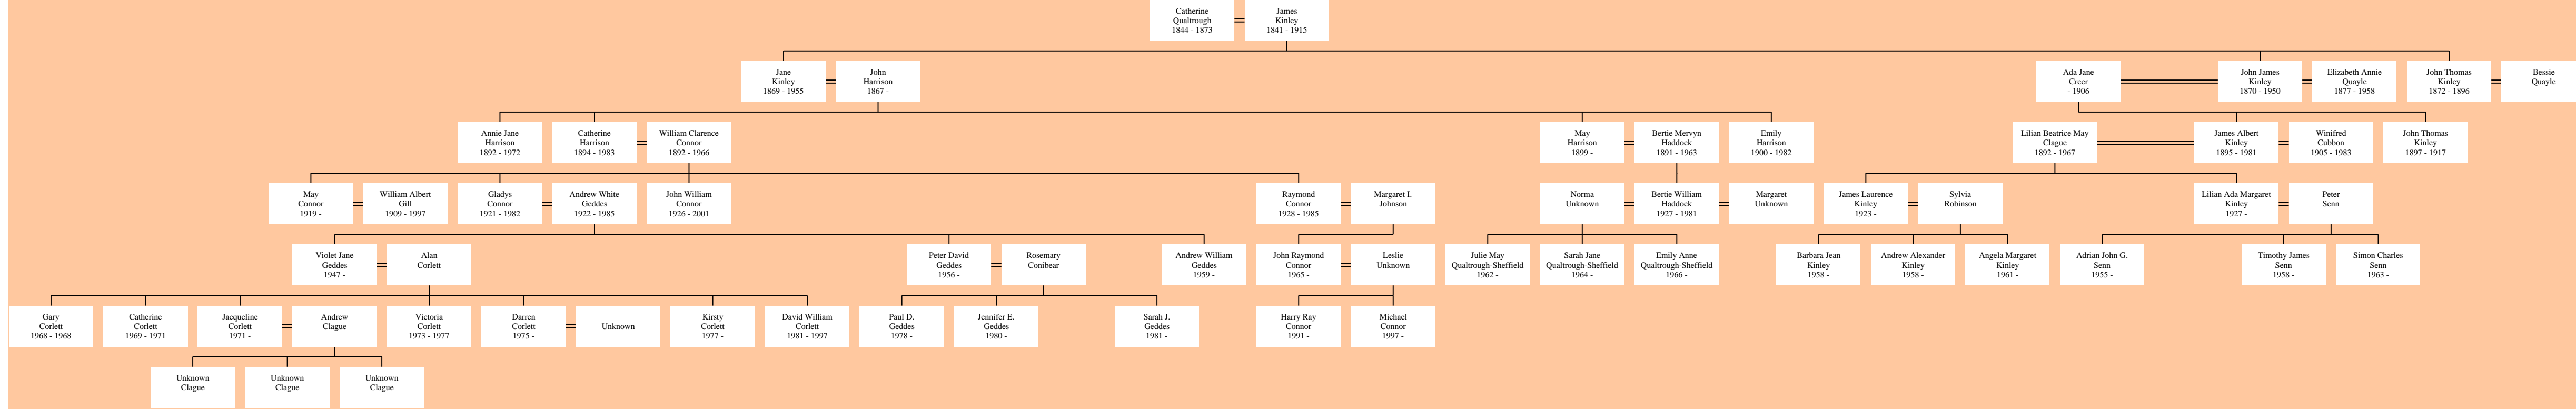 Catherine
Qualtrough
1844 - 1873
James
Kinley
1841 - 1915
Jane
Kinley
1869 - 1955
John
Harrison
1867 -
Ada Jane
Creer
- 1906
John James
Kinley
1870 - 1950
Elizabeth Annie
Quayle
1877 - 1958
John Thomas
Kinley
1872 - 1896
Bessie
Quayle
Annie Jane
Harrison
1892 - 1972
Catherine
Harrison
1894 - 1983
William Clarence
Connor
1892 - 1966
May
Harrison
1899 -
Bertie Mervyn
Haddock
1891 - 1963
Emily
Harrison
1900 - 1982
Lilian Beatrice May
Clague
1892 - 1967
James Albert
Kinley
1895 - 1981
Winifred
Cubbon
1905 - 1983
John Thomas
Kinley
1897 - 1917
May
Connor
1919 -
William Albert
Gill
1909 - 1997
Gladys
Connor
1921 - 1982
Andrew White
Geddes
1922 - 1985
John William
Connor
1926 - 2001
Raymond
Connor
1928 - 1985
Margaret I.
Johnson
Norma
Unknown
Bertie William
Haddock
1927 - 1981
Margaret
Unknown
James Laurence
Kinley
1923 -
Sylvia
Robinson
Lilian Ada Margaret
Kinley
1927 -
Peter
Senn
Violet Jane
Geddes
1947 -
Alan
Corlett
Peter David
Geddes
1956 -
Rosemary
Conibear
Andrew William
Geddes
1959 -
John Raymond
Connor
1965 -
Leslie
Unknown
Julie May
Qualtrough-Sheffield
1962 -
Sarah Jane
Qualtrough-Sheffield
1964 -
Emily Anne
Qualtrough-Sheffield
1966 -
Barbara Jean
Kinley
1958 -
Andrew Alexander
Kinley
1958 -
Angela Margaret
Kinley
1961 -
Adrian John G.
Senn
1955 -
Timothy James
Senn
1958 -
Simon Charles
Senn
1963 -
Gary
Corlett
1968 - 1968
Catherine
Corlett
1969 - 1971
Jacqueline
Corlett
1971 -
Andrew
Clague
Victoria
Corlett
1973 - 1977
Darren
Corlett
1975 -
Unknown
Kirsty
Corlett
1977 -
David William
Corlett
1981 - 1997
Paul D.
Geddes
1978 -
Jennifer E.
Geddes
1980 -
Sarah J.
Geddes
1981 -
Harry Ray
Connor
1991 -
Michael
Connor
1997 -
Unknown
Clague
Unknown
Clague
Unknown
Clague